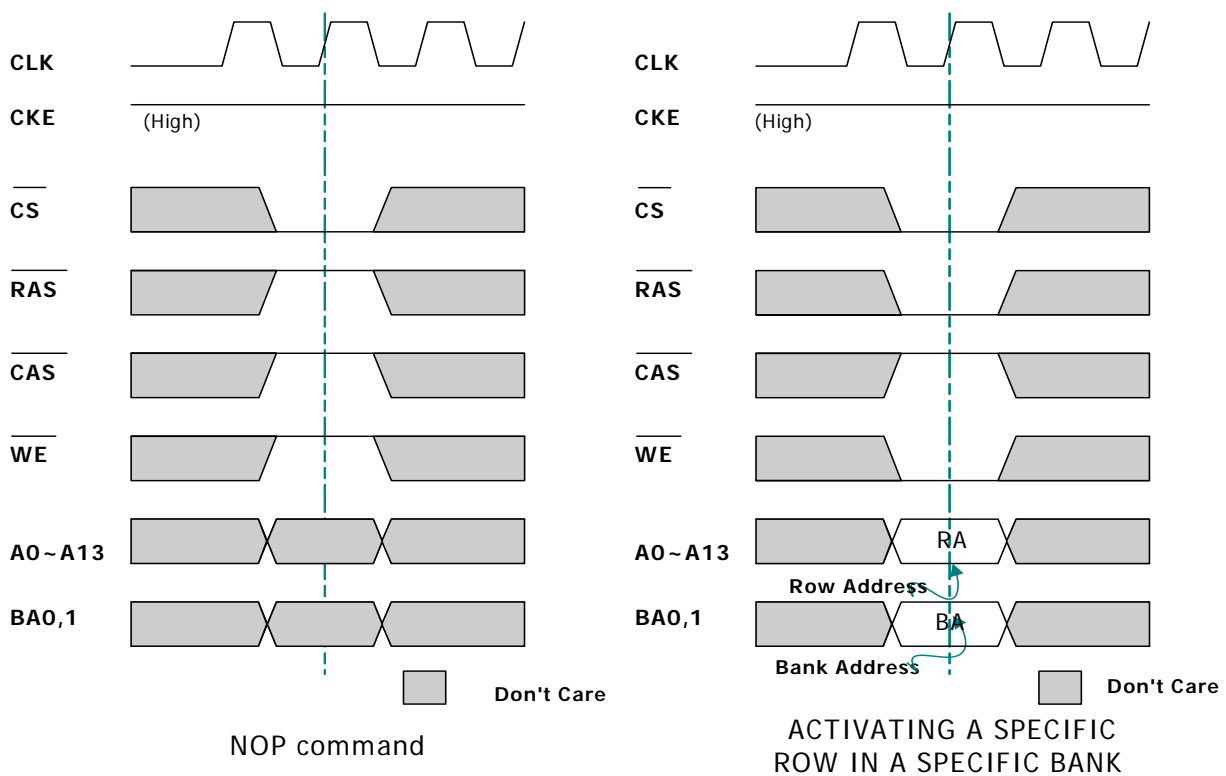 CLK
CKE
(High)
CS
RAS
CAS
WE
A0~A13
BA0,1
Don't Care
NOP command
CLK
CKE
(High)
CS
RAS
CAS
WE
A0~A13
RA
Row Address
BA0,1
BA
Bank Address
Don't Care
ACTIVATING A SPECIFIC
ROW IN A SPECIFIC BANK